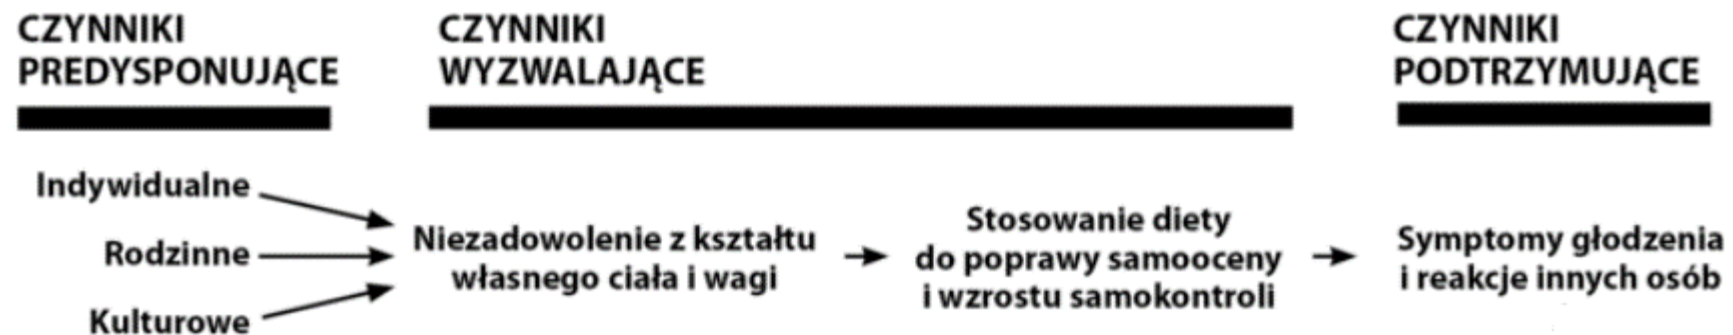 CZYNNIKI
PREDYSPONUJĄCE
CZYNNIKI
WYZWALAJĄCE
CZYNNIKI
PODTRZYMUJĄCE
Indywidualne
Rodzinne
Kulturowe
Niezadowolenie z kształtu
własnego ciała i wagi
Stosowanie diety
do poprawy samooceny
i wzrostu samokontroli
Symptomy głodzenia
i reakcje innych osób